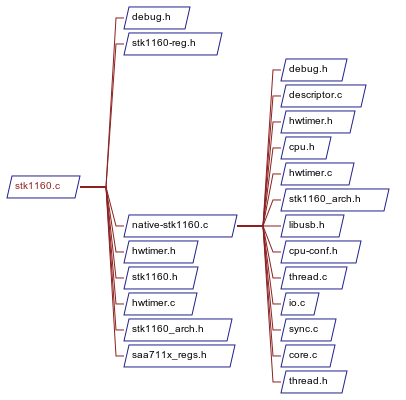 debug.h
stk1160-reg.h
stk1160.c
native-stk1160.c
hwtimer.h
stk1160.h
hwtimer.c
stk1160_arch.h
saa711x_regs.h
debug.h
descriptor.c
hwtimer.h
cpu.h
hwtimer.c
stk1160_arch.h
libusb.h
cpu-conf.h
thread.c
io.c
sync.c
core.c
thread.h